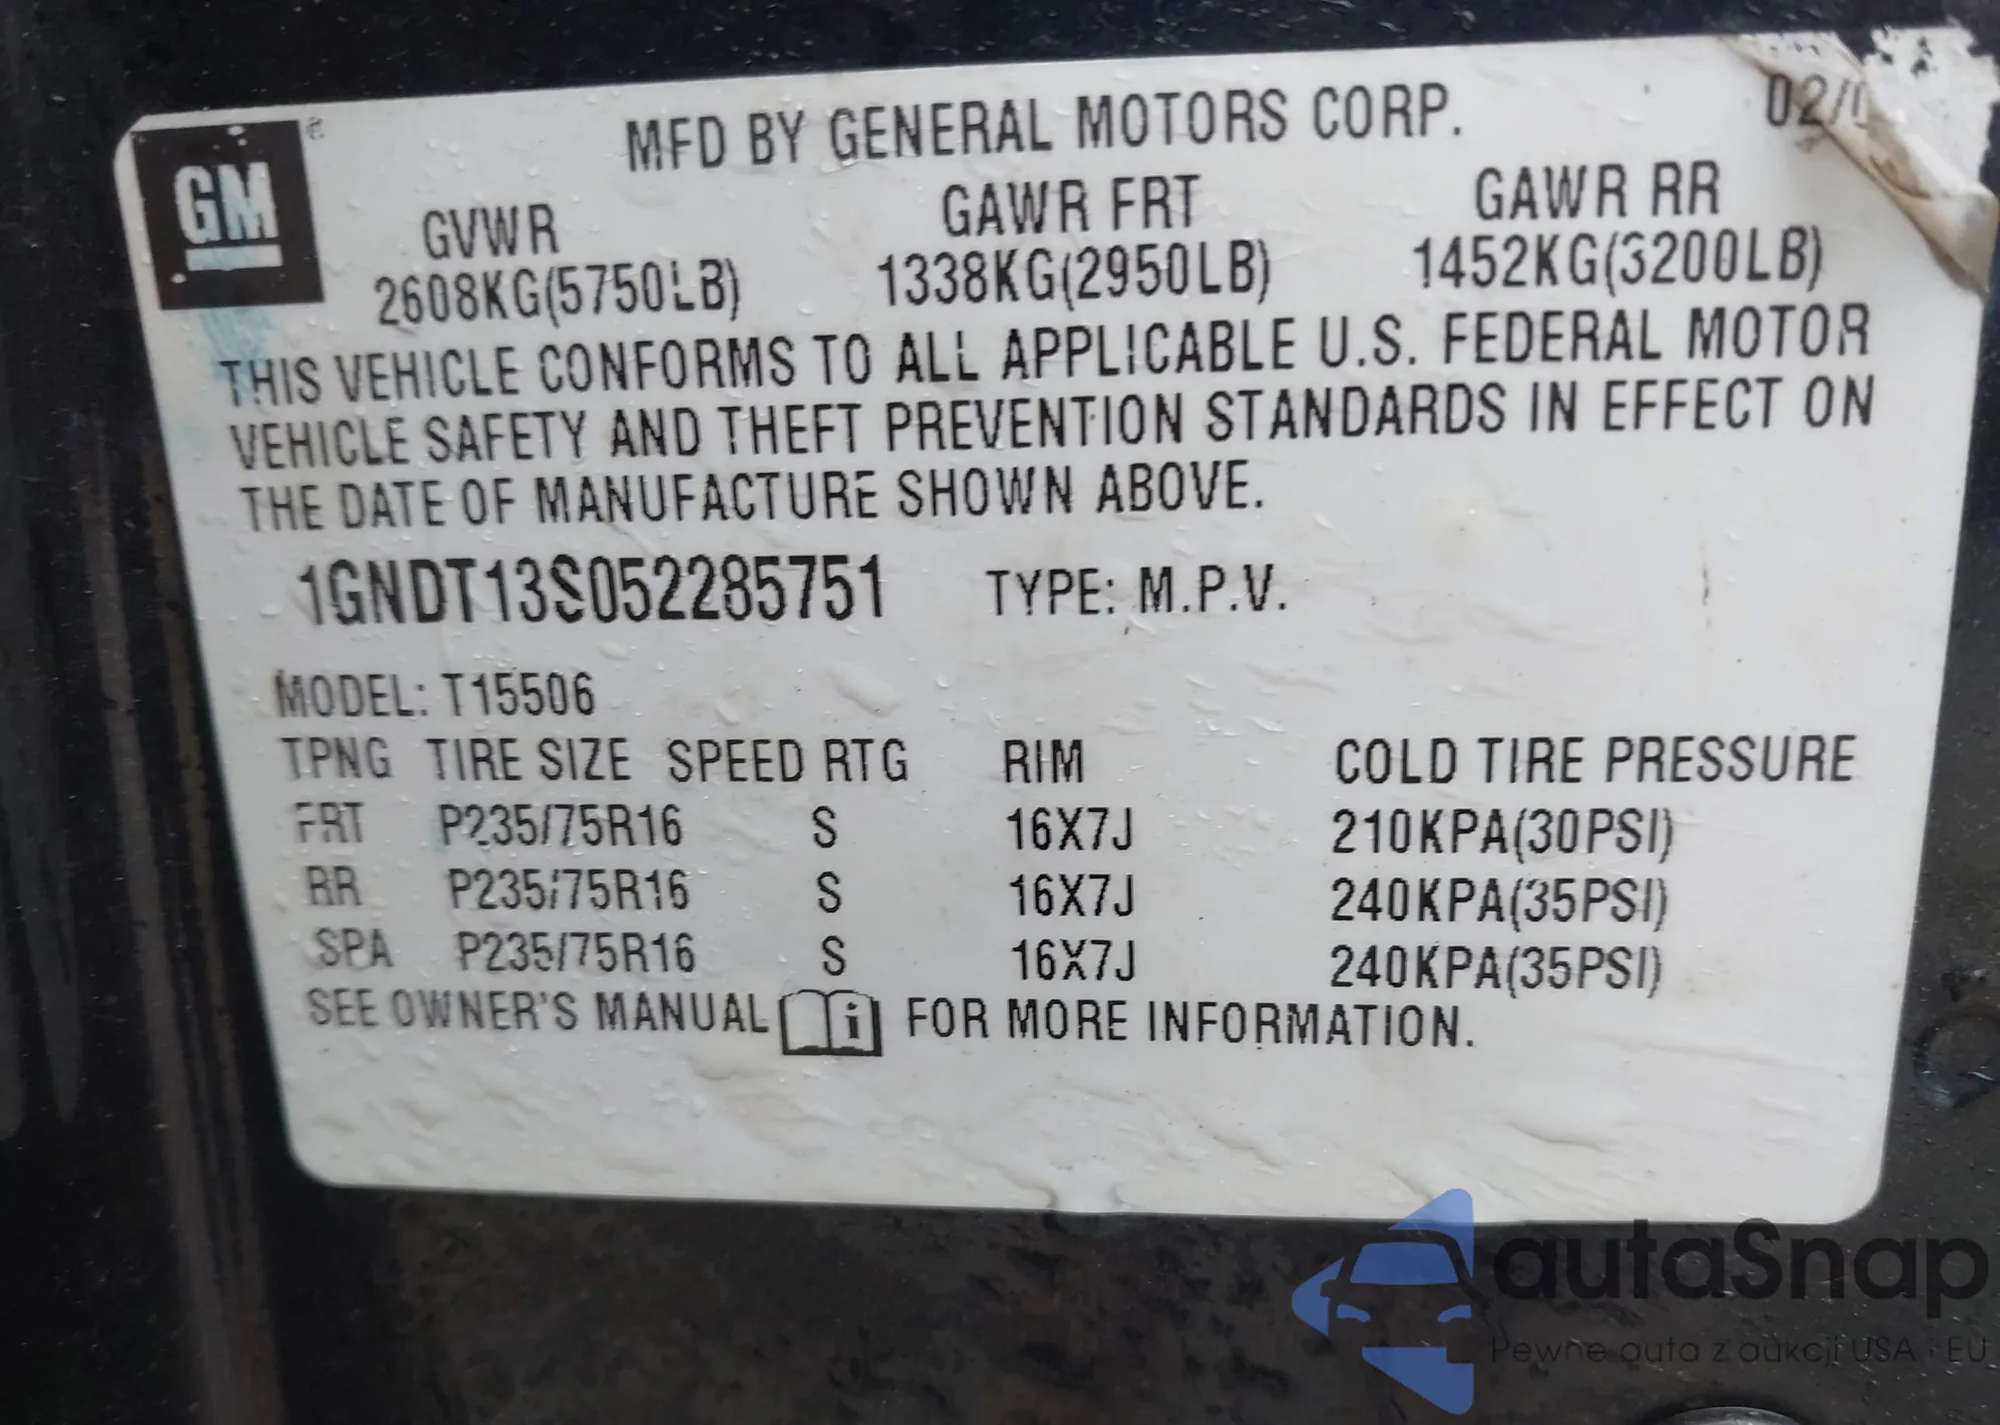 GM
MFD BY GENERAL MOTORS CORP.
02/0
GVWR GAWR FRT GAWR RR
2608KG(5750LB) 1338KG(2950LB) 1452KG(3200LB)
THIS VEHICLE CONFORMS TO ALL APPLICABLE U.S. FEDERAL MOTOR
VEHICLE SAFETY AND THEFT PREVENTION STANDARDS IN EFFECT ON
THE DATE OF MANUFACTURE SHOWN ABOVE.
1GNDT13S052285751 TYPE: M.P.V.
MODEL: T15506
TPNG TIRE SIZE SPEED RTG RIM COLD TIRE PRESSURE
FRT P235/75R16 S 16X7J 210KPA(30PSI)
RR P235/75R16 S 16X7J 240KPA(35PSI)
SPA P235/75R16 S 16X7J 240KPA(35PSI)
SEE OWNER'S MANUAL i FOR MORE INFORMATION.
autaSnap
Pewne auta z aukcji USA i EU